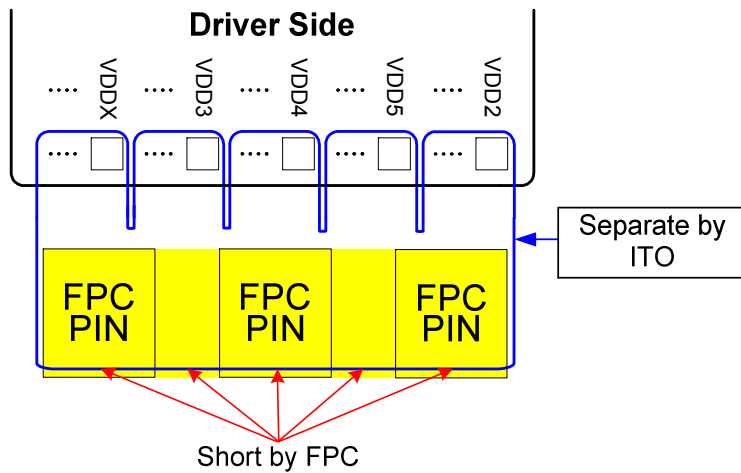 Driver Side
.... VDDX .... VDD3 .... VDD4 .... VDD5 .... VDD2
.... .... .... .... ....
Separate by
ITO
FPC FPC FPC
PIN PIN PIN
Short by FPC